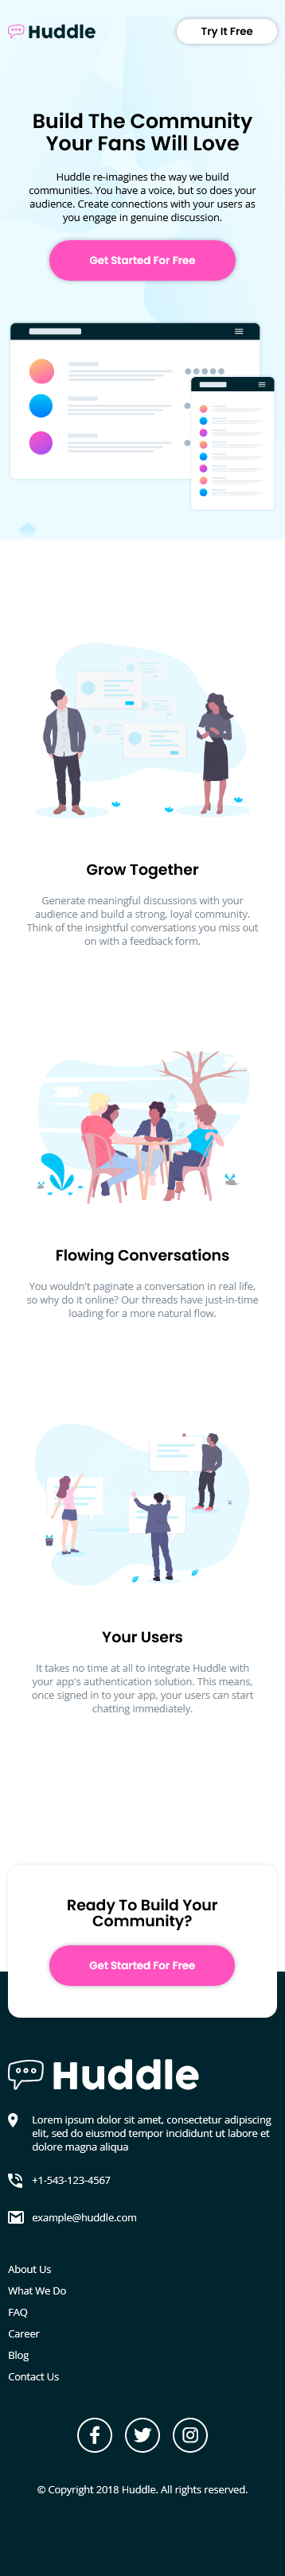 Huddle
Try It Free
Build The Community
Your Fans Will Love
Huddle re-imagines the way we build
communities. You have a voice, but so does your
audience. Create connections with your users as
you engage in genuine discussion.
Get Started For Free
Grow Together
Generate meaningful discussions with your
audience and build a strong, loyal community.
Think of the insightful conversations you miss out
on with a feedback form.
Flowing Conversations
You wouldn't paginate a conversation in real life,
so why do it online? Our threads have just-in-time
loading for a more natural flow.
Your Users
It takes no time at all to integrate Huddle with
your app's authentication solution. This means,
once signed in to your app, your users can start
chatting immediately.
Ready To Build Your
Community?
Get Started For Free
Huddle
Lorem ipsum dolor sit amet, consectetur adipiscing
elit, sed do eiusmod tempor incididunt ut labore et
dolore magna aliqua
+1-543-123-4567
example@huddle.com
About Us
What We Do
FAQ
Career
Blog
Contact Us
© Copyright 2018 Huddle. All rights reserved.